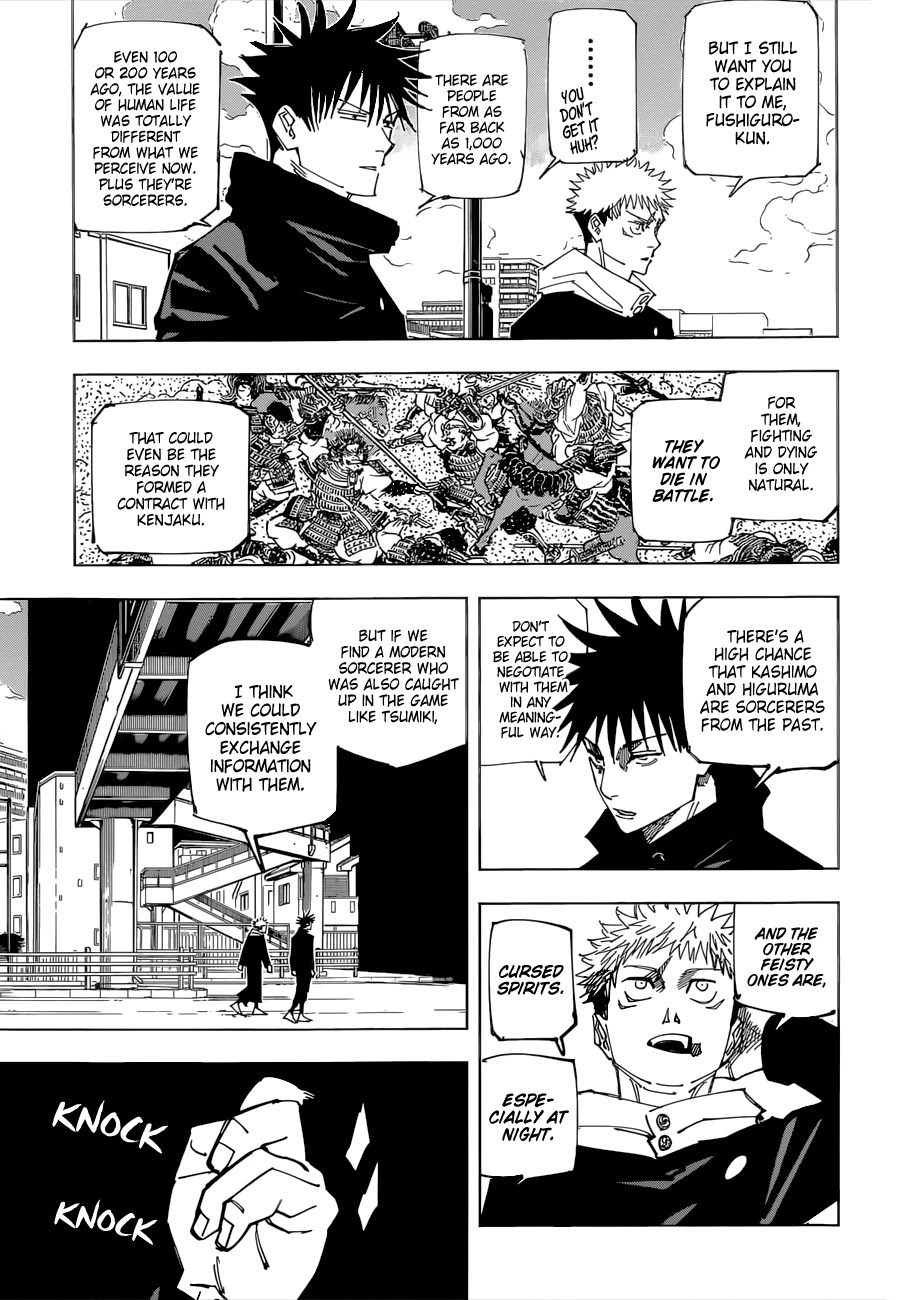 BUT I STILL
WANT YOU
TO EXPLAIN
IT TO ME,
FUSHIGURO-
KUN.
......
YOU
DON'T
GET IT
HUH?
THERE ARE
PEOPLE
FROM AS
FAR BACK
AS 1,000
YEARS AGO.
EVEN 100
OR 200 YEARS
AGO, THE VALUE
OF HUMAN LIFE
WAS TOTALLY
DIFFERENT
FROM WHAT WE
PERCEIVE NOW.
PLUS THEY'RE
SORCERERS.
FOR
THEM,
FIGHTING
AND DYING
IS ONLY
NATURAL.
THEY
WANT TO
DIE IN
BATTLE.
THAT COULD
EVEN BE THE
REASON THEY
FORMED A
CONTRACT WITH
KENJAKU.
THERE'S A
HIGH CHANCE
THAT KASHIMO
AND HIGURUMA
ARE SORCERERS
FROM THE PAST.
DON'T
EXPECT TO
BE ABLE TO
NEGOTIATE
WITH THEM
IN ANY
MEANING-
FUL WAY.
BUT IF WE
FIND A MODERN
SORCERER WHO
WAS ALSO CAUGHT
UP IN THE GAME
LIKE TSUMIKI,
I THINK
WE COULD
CONSISTENTLY
EXCHANGE
INFORMATION
WITH THEM.
AND THE
OTHER
FEISTY
ONES ARE,
CURSED
SPIRITS.
ESPE-
CIALLY AT
NIGHT.
KNOCK
KNOCK